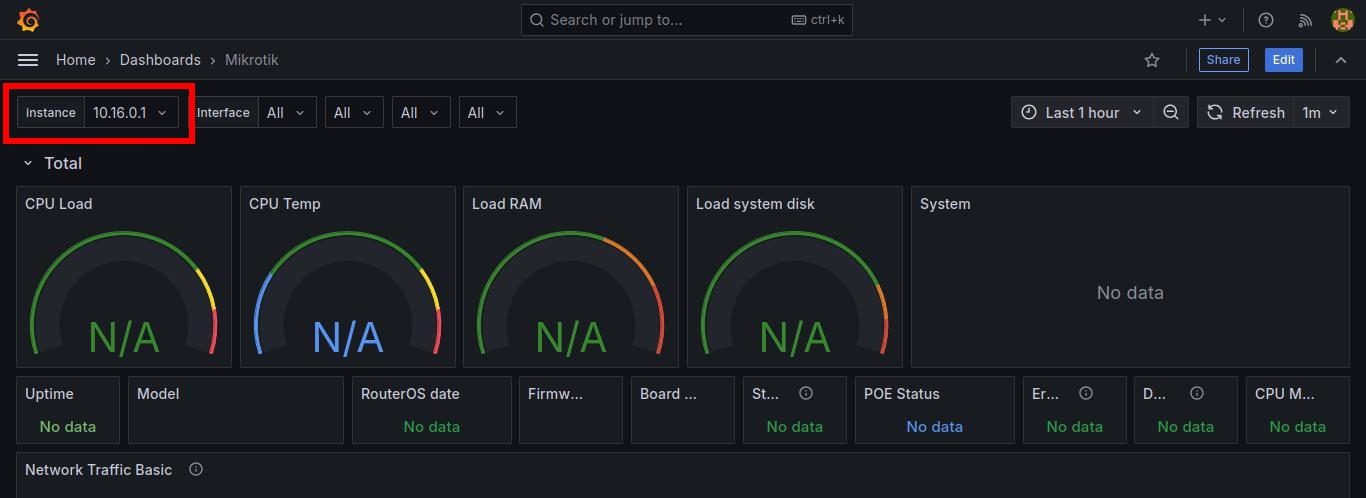 Search or jump to... ctrl+k
Home › Dashboards › Mikrotik Share Edit
instance 10.16.0.1 Interface All All All All Last 1 hour Refresh 1m
Total
CPU Load CPU Temp Load RAM Load system disk System
N/A N/A N/A N/A No data
Uptime Model RouterOS date Firmw... Board ... St... POE Status Er... D... CPU M...
No data No data No data No data No data No data No data
Network Traffic Basic